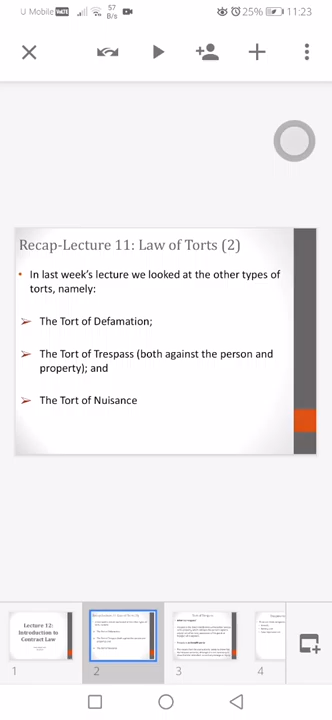 U Mobile VoLTE 57 B/s 25% 11:23
Recap-Lecture 11: Law of Torts (2)
• In last week's lecture we looked at the other types of
torts, namely:
➢ The Tort of Defamation;
➢ The Tort of Trespass (both against the person and
property); and
➢ The Tort of Nuisance
Lecture 12:
Introduction to
Contract Law
1
2
3
4